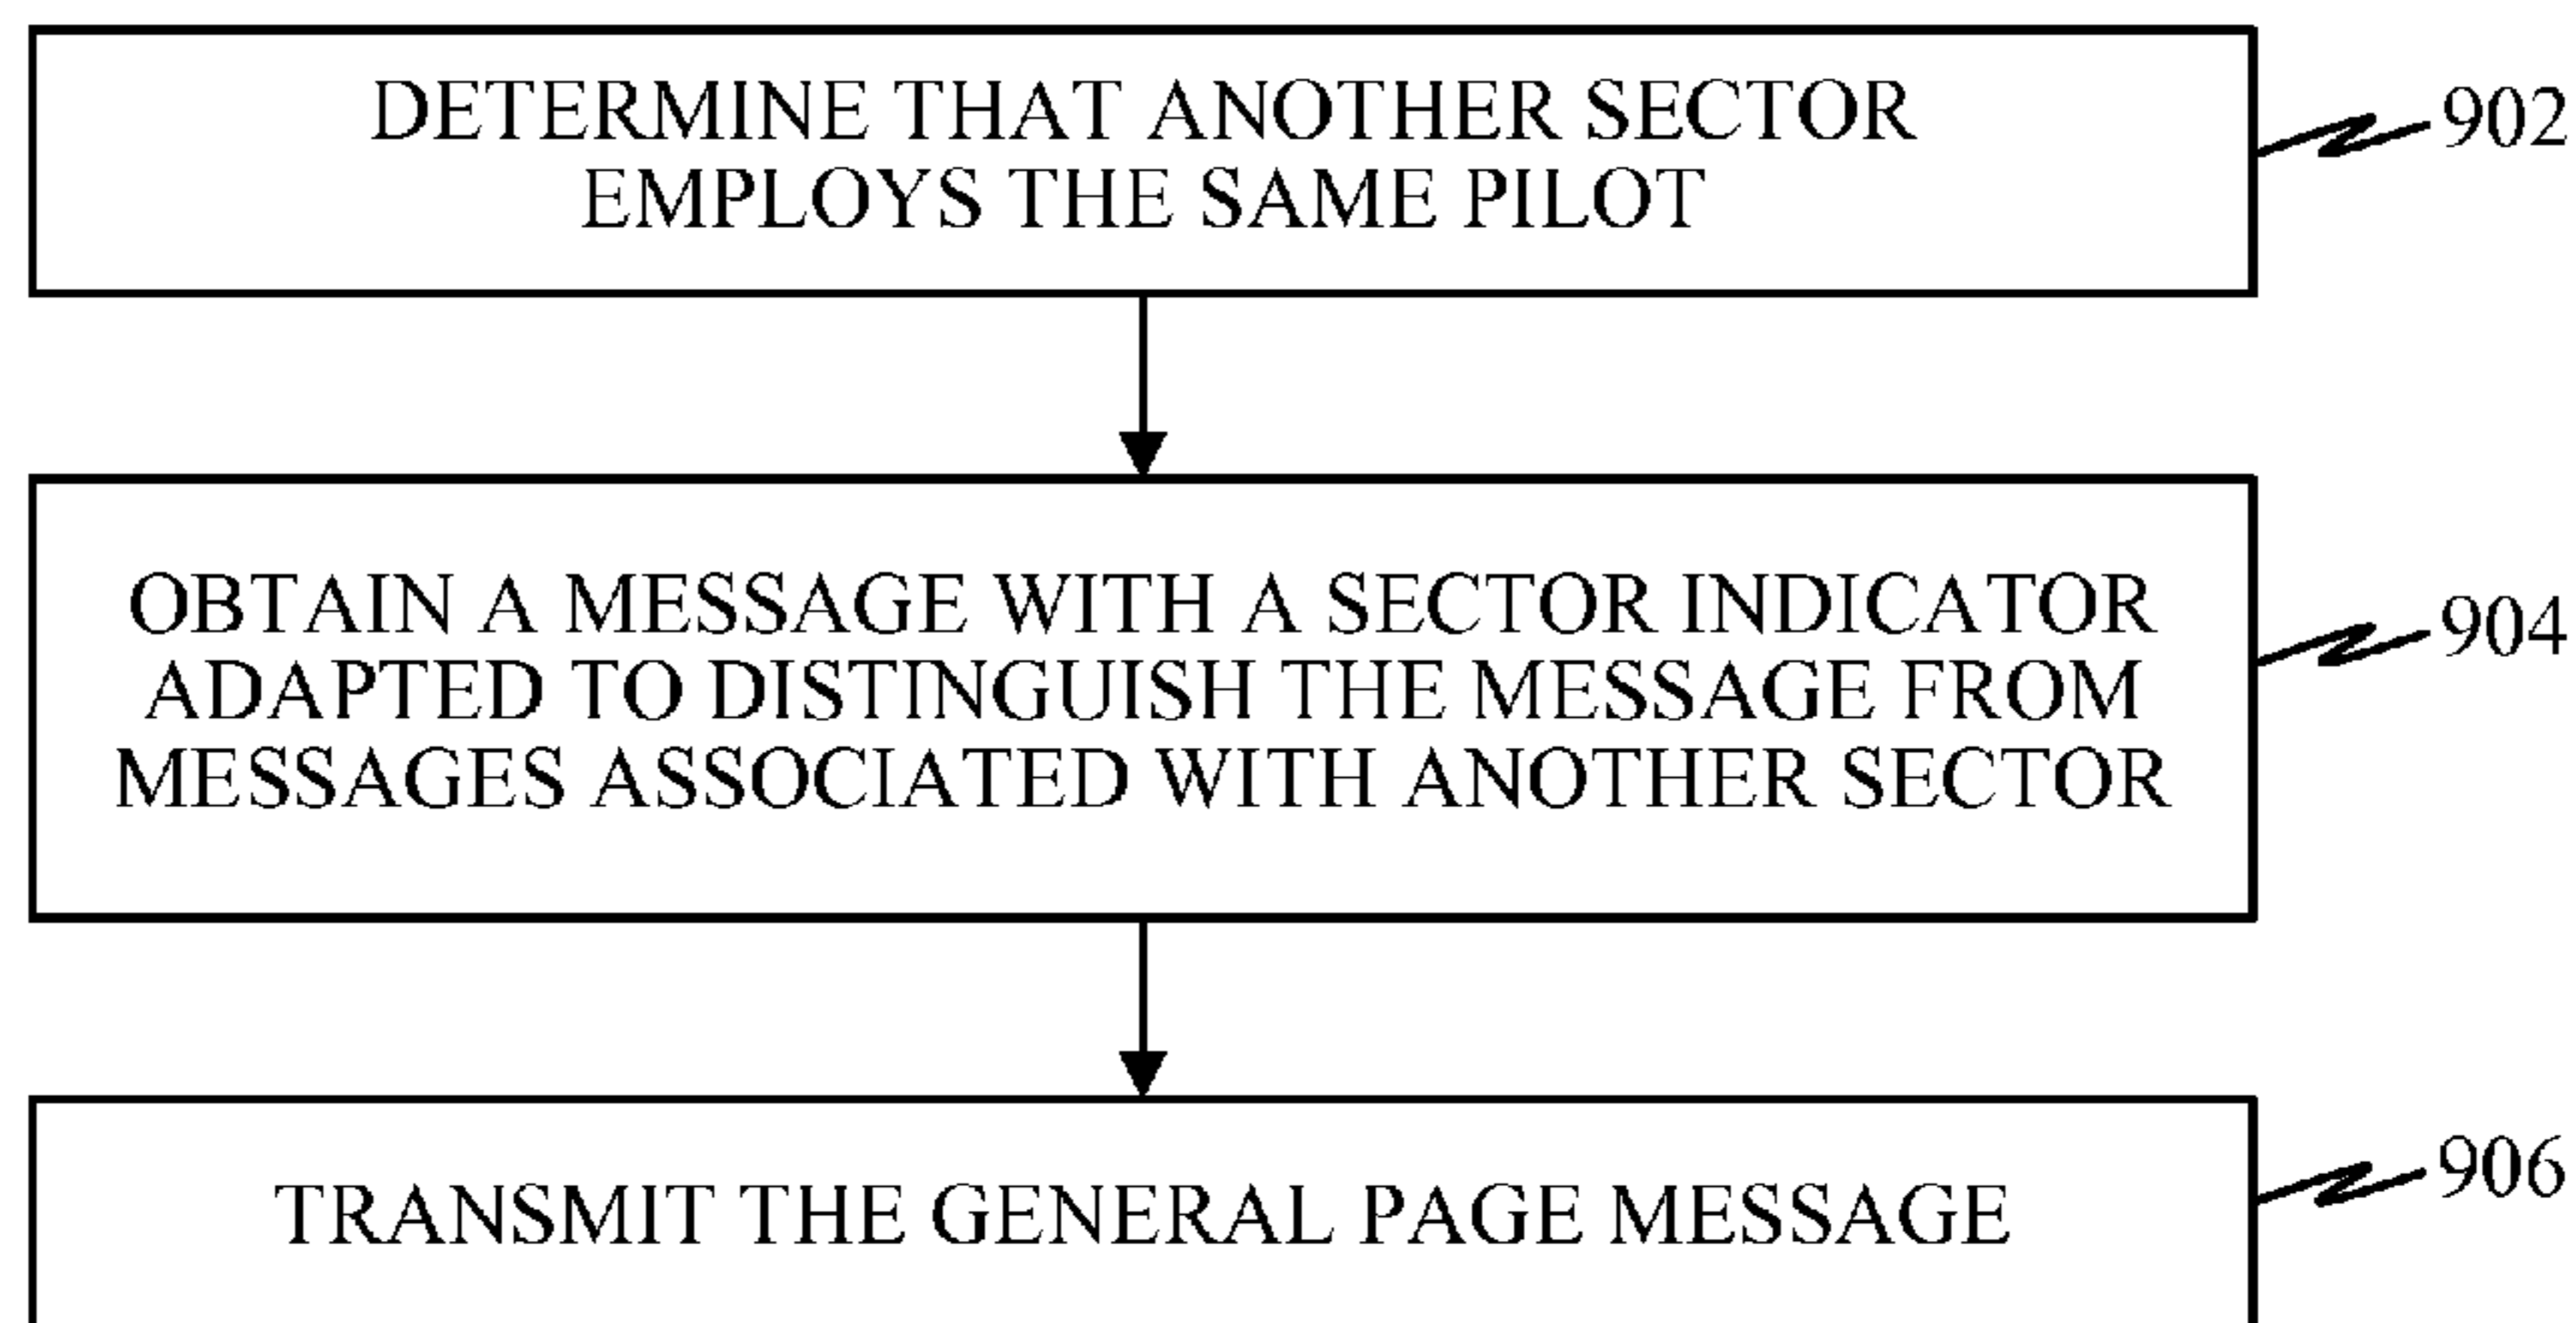 DETERMINE THAT ANOTHER SECTOR
EMPLOYS THE SAME PILOT
902
OBTAIN A MESSAGE WITH A SECTOR INDICATOR
ADAPTED TO DISTINGUISH THE MESSAGE FROM
MESSAGES ASSOCIATED WITH ANOTHER SECTOR
904
TRANSMIT THE GENERAL PAGE MESSAGE
906